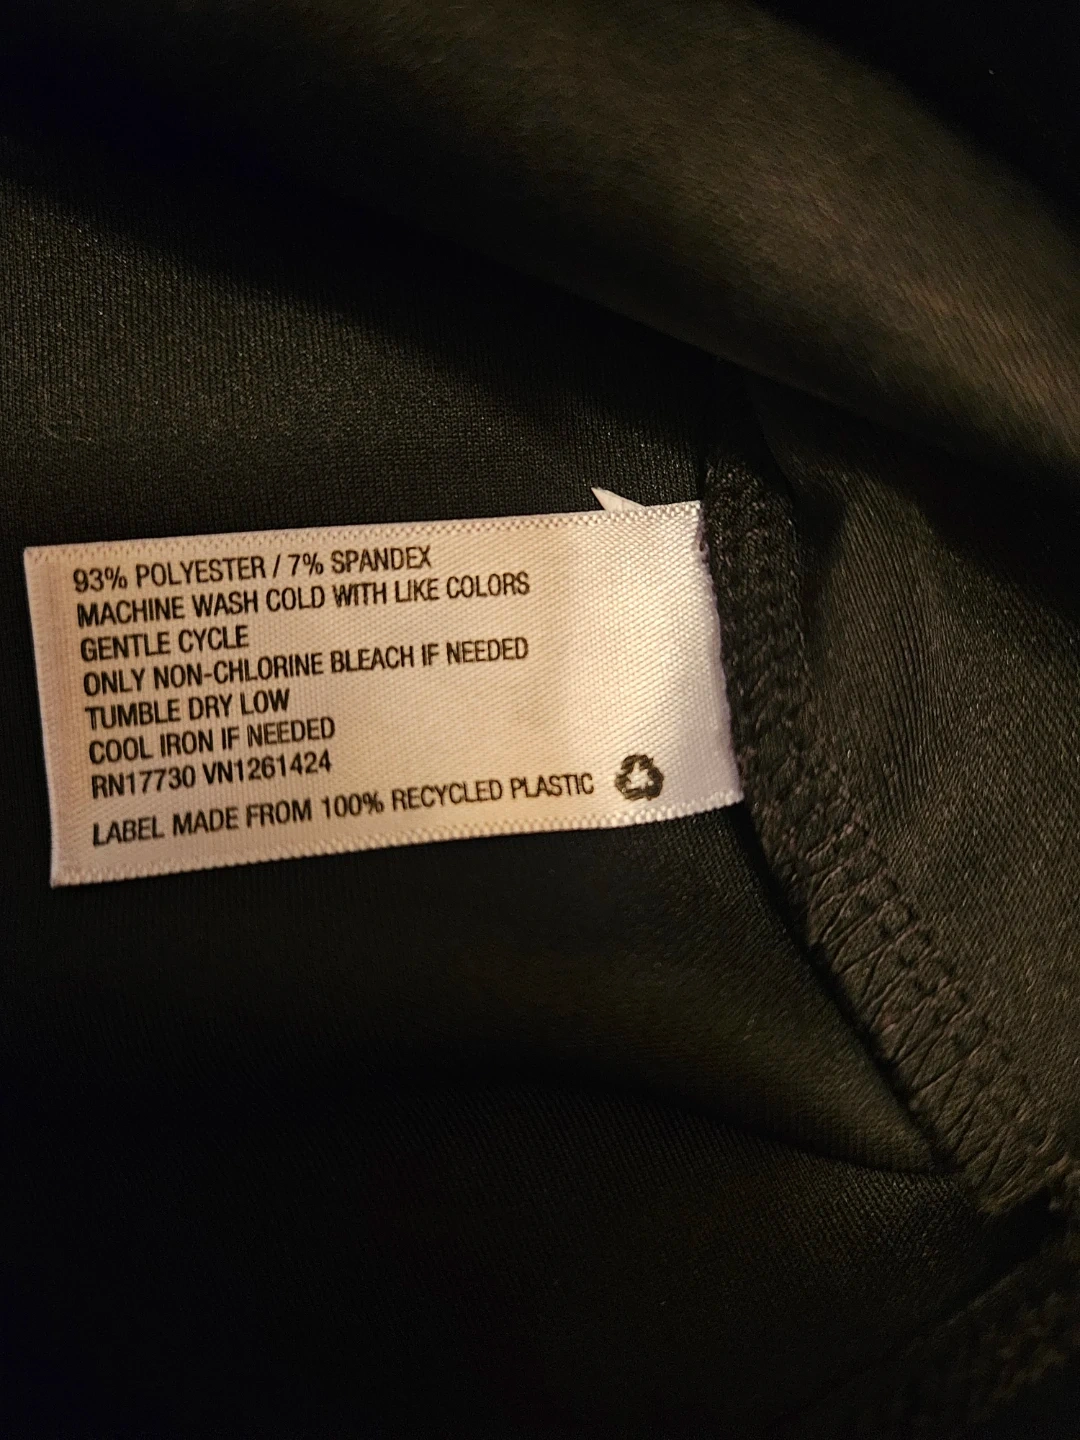 93% POLYESTER / 7% SPANDEX
MACHINE WASH COLD WITH LIKE COLORS
GENTLE CYCLE
ONLY NON-CHLORINE BLEACH IF NEEDED
TUMBLE DRY LOW
COOL IRON IF NEEDED
RN17730 VN1261424
LABEL MADE FROM 100% RECYCLED PLASTIC